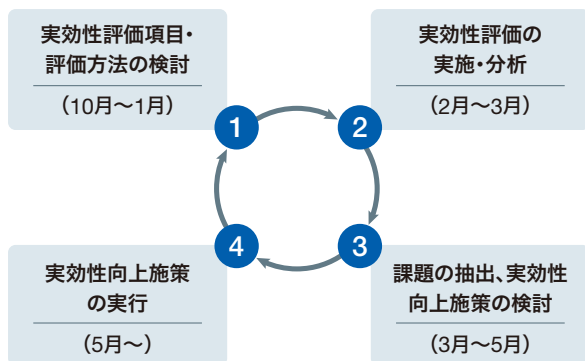 実効性評価項目・
評価方法の検討
（10月～1月）
1
実効性評価の
実施・分析
（2月～3月）
2
課題の抽出、実効性
向上施策の検討
（3月～5月）
3
実効性向上施策
の実行
（5月～）
4